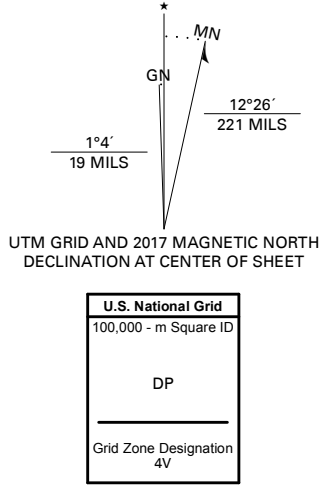 ★
MN
GN
12°26´
221 MILS
1°4´
19 MILS
UTM GRID AND 2017 MAGNETIC NORTH
DECLINATION AT CENTER OF SHEET
U.S. National Grid
100,000 - m Square ID
DP
Grid Zone Designation
4V